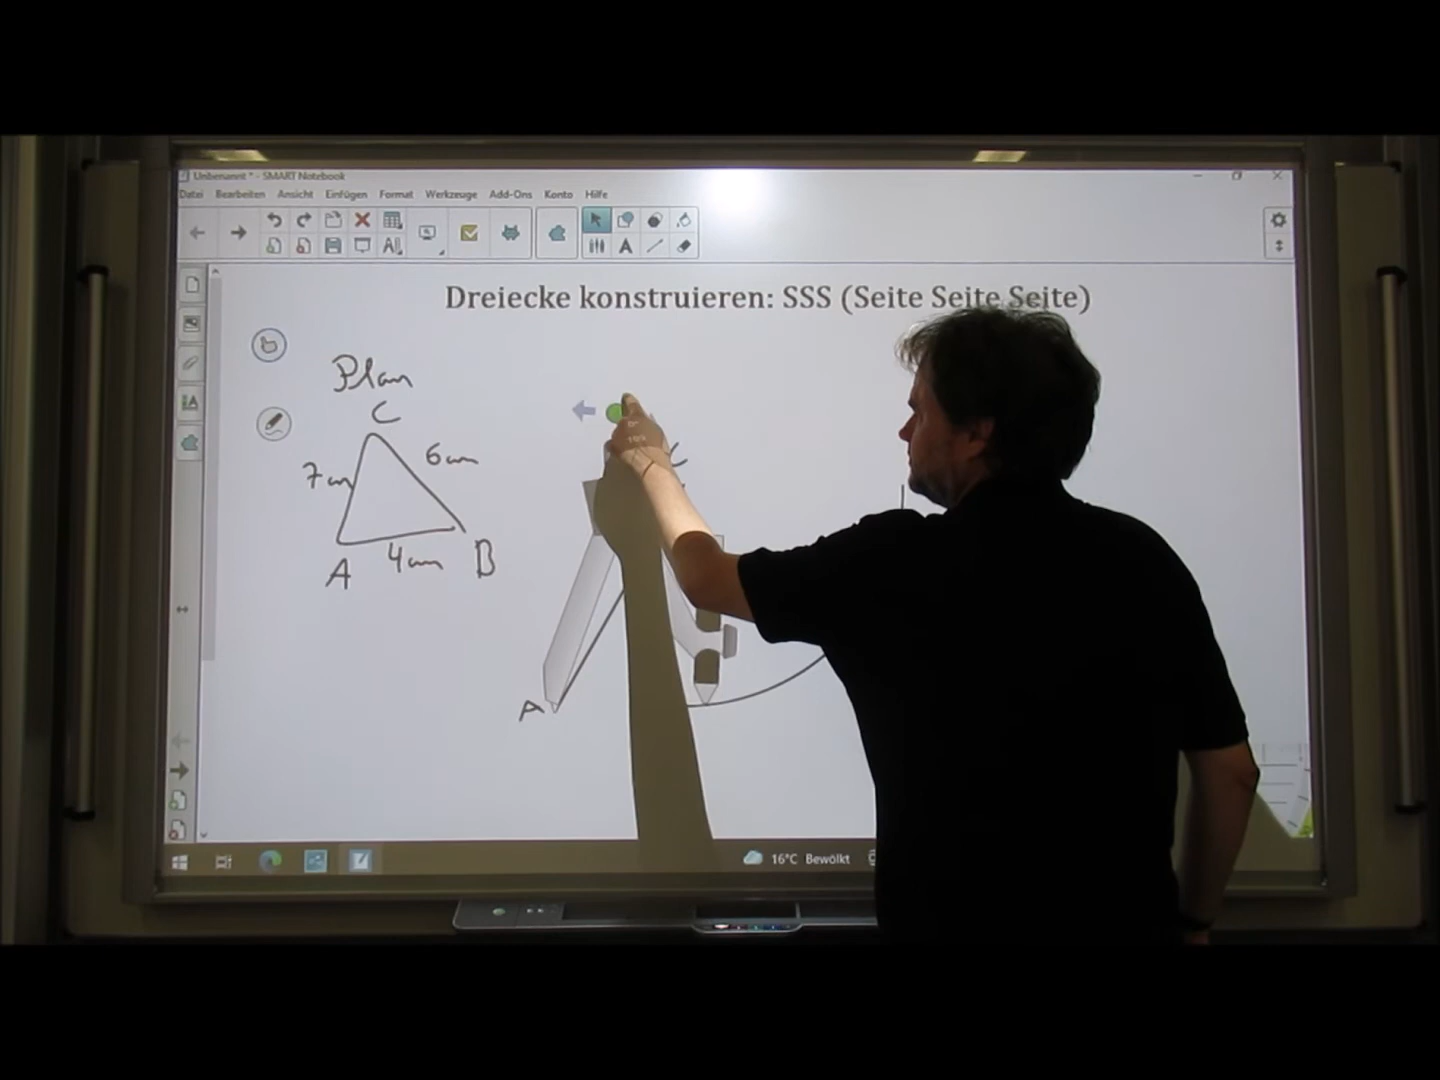 Unbenannt * - SMART Notebook
Datei Bearbeiten Ansicht Einfügen Format Werkzeuge Add-Ons Konto Hilfe
Dreiecke konstruieren: SSS (Seite Seite Seite)
Plan
C
7cm
6cm
A
4cm
B
C
A
16°C Bewölkt